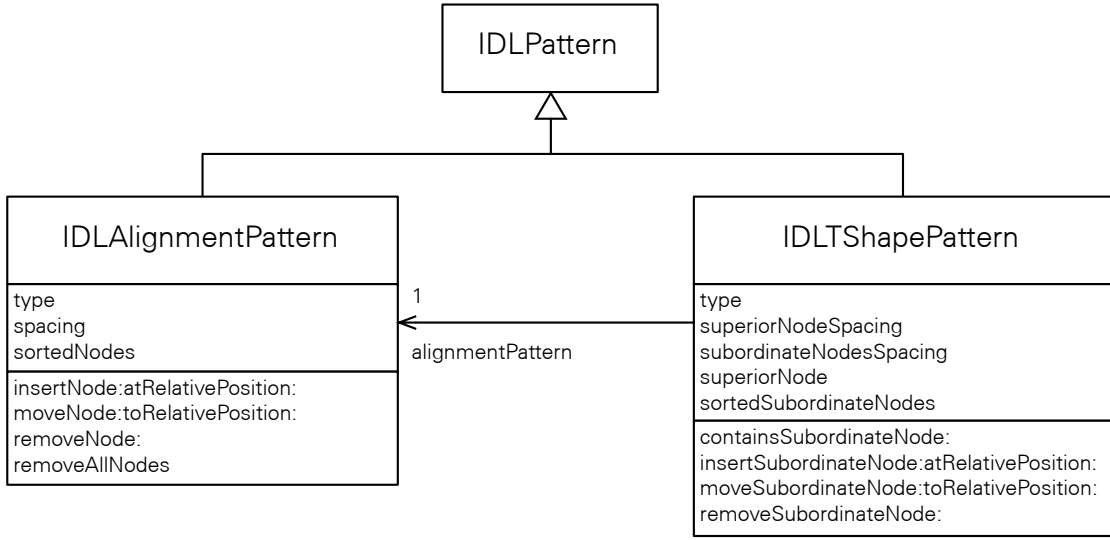 IDLPattern
IDLAlignmentPattern
type
spacing
sortedNodes
insertNode:atRelativePosition:
moveNode:toRelativePosition:
removeNode:
removeAllNodes
1
alignmentPattern
IDLTShapePattern
type
superiorNodeSpacing
subordinateNodesSpacing
superiorNode
sortedSubordinateNodes
containsSubordinateNode:
insertSubordinateNode:atRelativePosition:
moveSubordinateNode:toRelativePosition:
removeSubordinateNode: